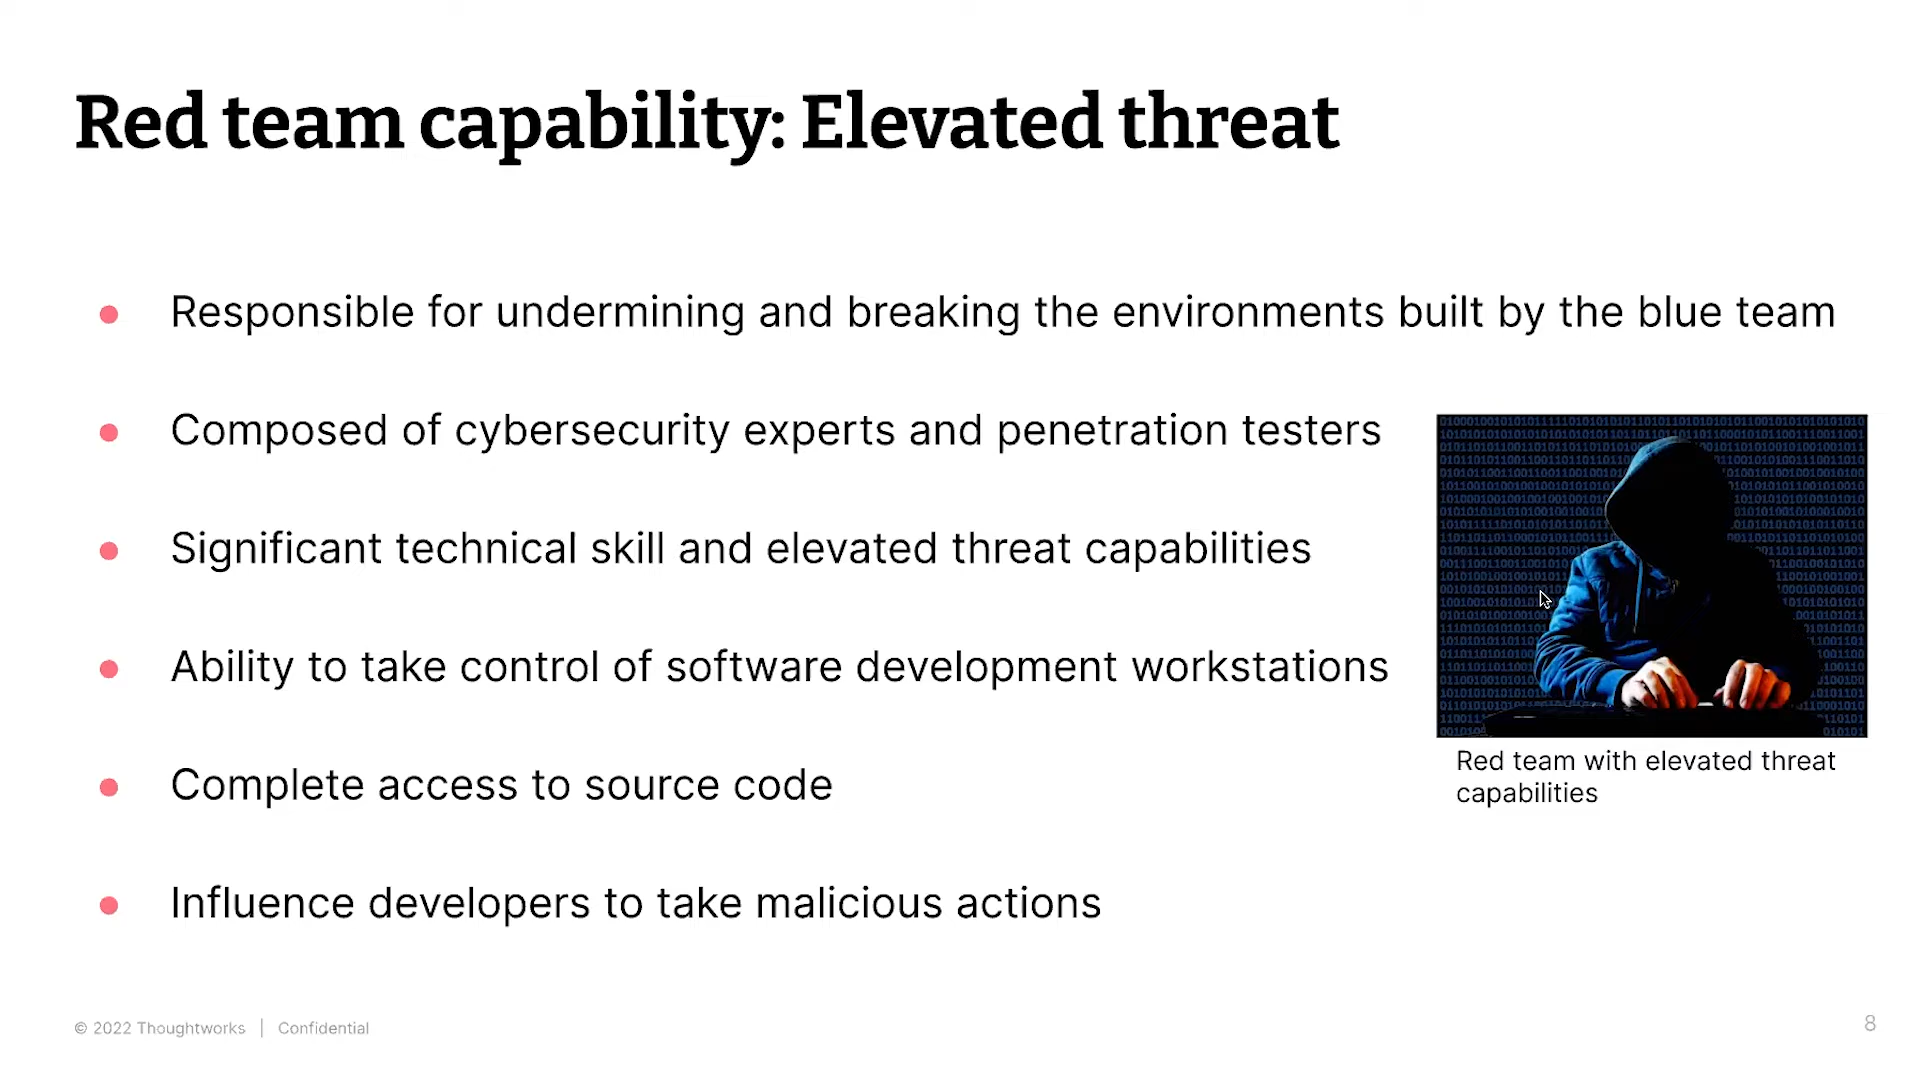 Red team capability: Elevated threat
Responsible for undermining and breaking the environments built by the blue team
Composed of cybersecurity experts and penetration testers
Significant technical skill and elevated threat capabilities
Ability to take control of software development workstations
Complete access to source code
Influence developers to take malicious actions
Red team with elevated threat
capabilities
© 2022 Thoughtworks | Confidential
8